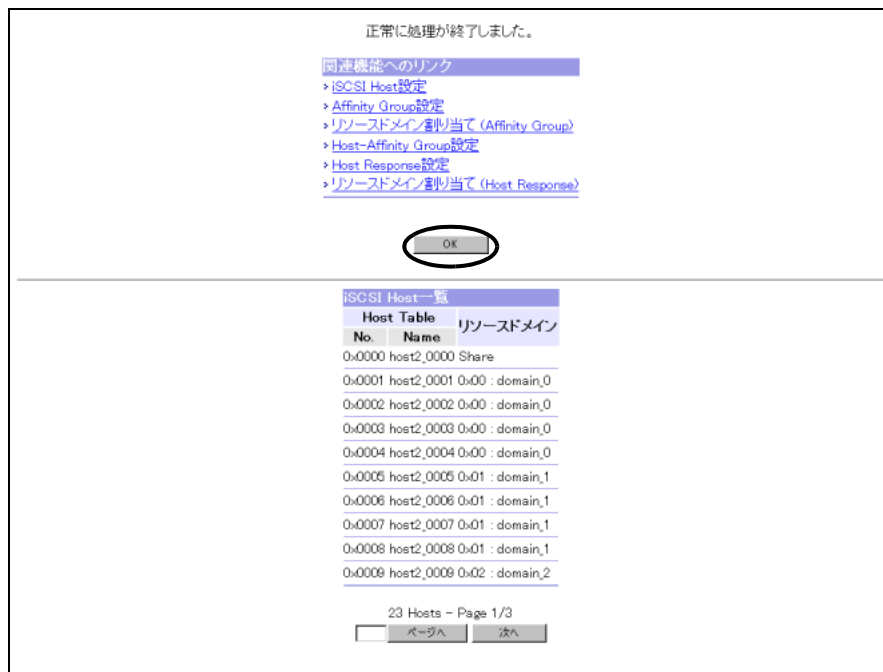 正常に処理が終了しました。
関連機能へのリンク
› iSCSI Host設定
› Affinity Group設定
› リソースドメイン割り当て (Affinity Group)
› Host-Affinity Group設定
› Host Response設定
› リソースドメイン割り当て (Host Response)
OK
iSCSI Host一覧
Host Table リソースドメイン
No. Name
0x0000 host2_0000 Share
0x0001 host2_0001 0x00 : domain_0
0x0002 host2_0002 0x00 : domain_0
0x0003 host2_0003 0x00 : domain_0
0x0004 host2_0004 0x00 : domain_0
0x0005 host2_0005 0x01 : domain_1
0x0006 host2_0006 0x01 : domain_1
0x0007 host2_0007 0x01 : domain_1
0x0008 host2_0008 0x01 : domain_1
0x0009 host2_0009 0x02 : domain_2
23 Hosts - Page 1/3
ページへ 次へ